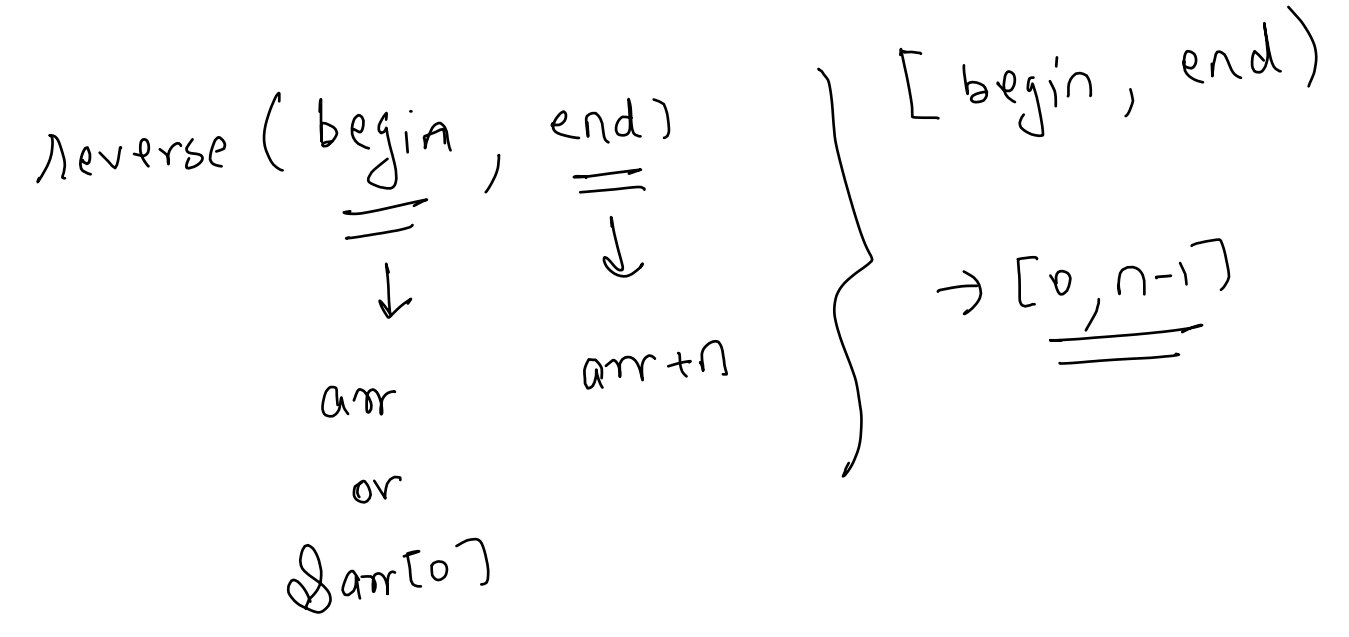 reverse ( begin , end )
[ begin , end )
→ [0, n-1]
arr
arr+n
or
&arr[0]